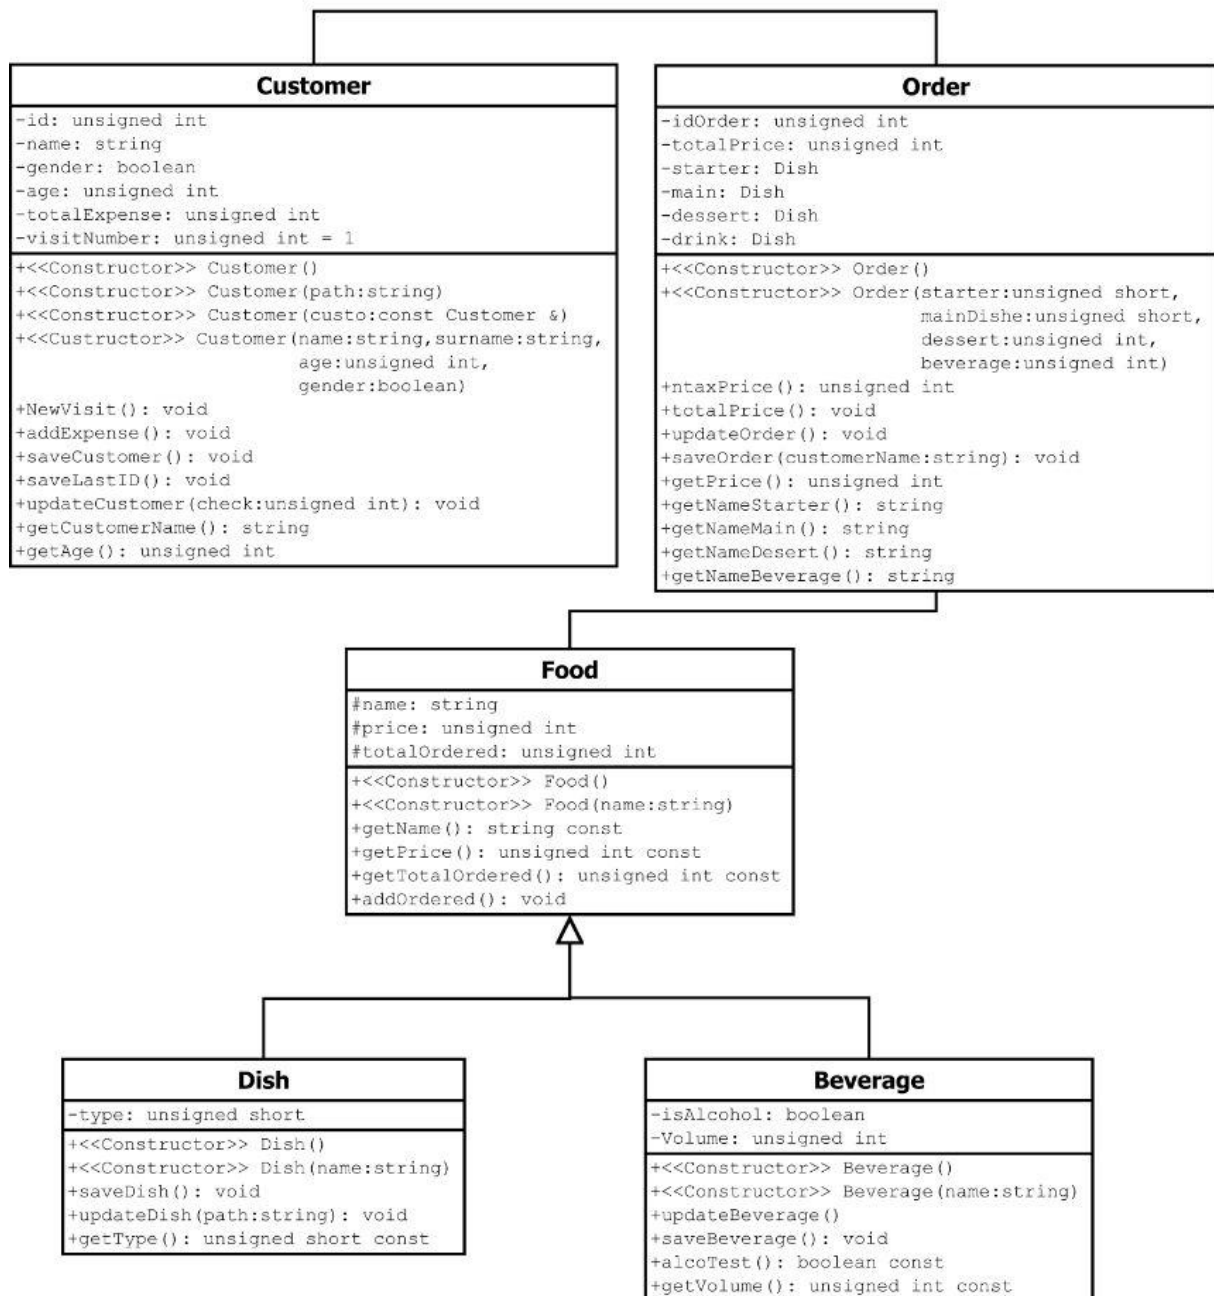 Customer
-id: unsigned int
-name: string
-gender: boolean
-age: unsigned int
-totalExpense: unsigned int
-visitNumber: unsigned int = 1
+<<Constructor>> Customer()
+<<Constructor>> Customer(path:string)
+<<Constructor>> Customer(custo:const Customer &)
+<<Custructor>> Customer(name:string,surname:string,
age:unsigned int,
gender:boolean)
+NewVisit(): void
+addExpense(): void
+saveCustomer(): void
+saveLastID(): void
+updateCustomer(check:unsigned int): void
+getCustomerName(): string
+getAge(): unsigned int
Order
-idOrder: unsigned int
-totalPrice: unsigned int
-starter: Dish
-main: Dish
-dessert: Dish
-drink: Dish
+<<Constructor>> Order()
+<<Constructor>> Order(starter:unsigned short,
mainDishe:unsigned short,
dessert:unsigned int,
beverage:unsigned int)
+ntaxPrice(): unsigned int
+totalPrice(): void
+updateOrder(): void
+saveOrder(customerName:string): void
+getPrice(): unsigned int
+getNameStarter(): string
+getNameMain(): string
+getNameDesert(): string
+getNameBeverage(): string
Food
#name: string
#price: unsigned int
#totalOrdered: unsigned int
+<<Constructor>> Food()
+<<Constructor>> Food(name:string)
+getName(): string const
+getPrice(): unsigned int const
+getTotalOrdered(): unsigned int const
+addOrdered(): void
Dish
-type: unsigned short
+<<Constructor>> Dish()
+<<Constructor>> Dish(name:string)
+saveDish(): void
+updateDish(path:string): void
+getType(): unsigned short const
Beverage
-isAlcohol: boolean
-Volume: unsigned int
+<<Constructor>> Beverage()
+<<Constructor>> Beverage(name:string)
+updateBeverage()
+saveBeverage(): void
+alcoTest(): boolean const
+getVolume(): unsigned int const